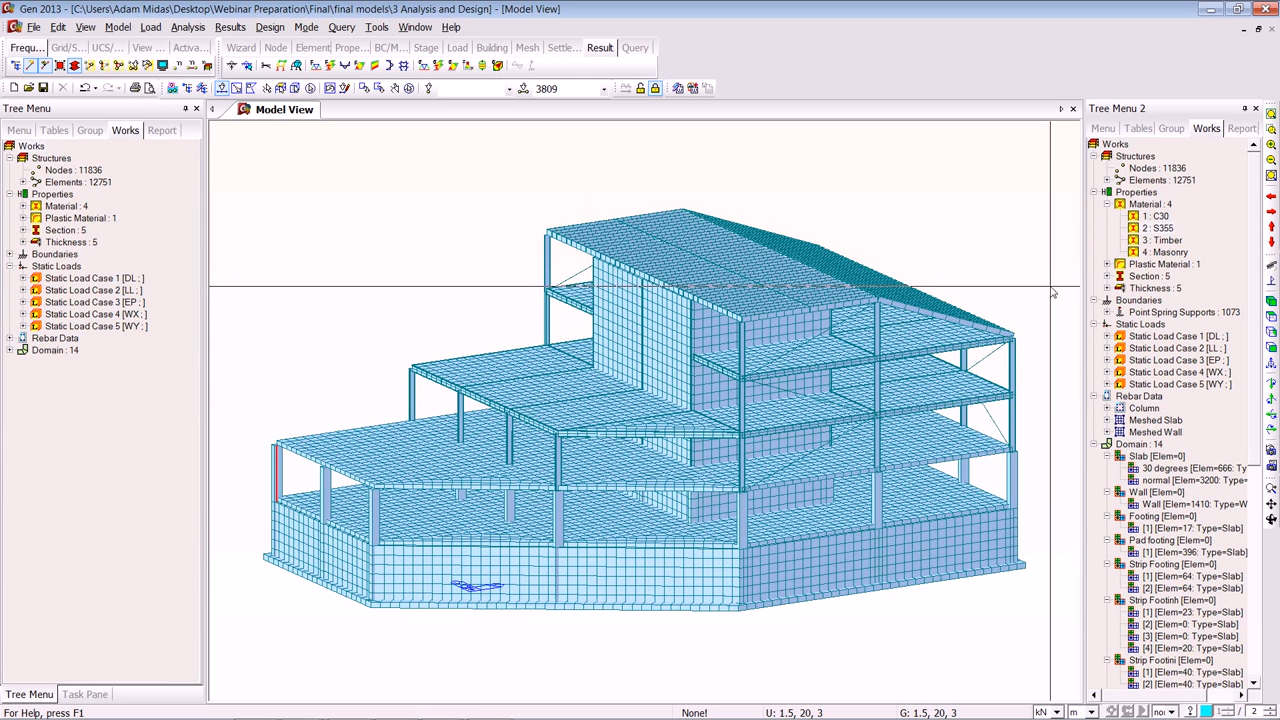 Gen 2013 - [C:\Users\Adam Midas\Desktop\Webinar Preparation\Final\final models\3 Analysis and Design] - [Model View]
File Edit View Model Load Analysis Results Design Mode Query Tools Window Help
Frequ... Grid/S... UCS/... View ... Activa... Wizard Node Element Prope... BC/M... Stage Load Building Mesh Settle... Result Query
3809
Tree Menu
Menu Tables Group Works Report
Works
Structures
Nodes : 11836
Elements : 12751
Properties
Material : 4
Plastic Material : 1
Section : 5
Thickness : 5
Boundaries
Static Loads
Static Load Case 1 [DL ; ]
Static Load Case 2 [LL ; ]
Static Load Case 3 [EP ; ]
Static Load Case 4 [WX ; ]
Static Load Case 5 [WY ; ]
Rebar Data
Domain : 14
Tree Menu Task Pane
Model View
Tree Menu 2
Menu Tables Group Works Report
Works
Structures
Nodes : 11836
Elements : 12751
Properties
Material : 4
1 : C30
2 : S355
3 : Timber
4 : Masonry
Plastic Material : 1
Section : 5
Thickness : 5
Boundaries
Point Spring Supports : 1073
Static Loads
Static Load Case 1 [DL ; ]
Static Load Case 2 [LL ; ]
Static Load Case 3 [EP ; ]
Static Load Case 4 [WX ; ]
Static Load Case 5 [WY ; ]
Rebar Data
Column
Meshed Slab
Meshed Wall
Domain : 14
Slab [Elem=0]
30 degrees [Elem=666: Ty
normal [Elem=3200: Type=
Wall [Elem=0]
Wall [Elem=1410: Type=W
Footing [Elem=0]
[1] [Elem=17: Type=Slab]
Pad footing [Elem=0]
[1] [Elem=396: Type=Slab]
Strip Footing [Elem=0]
[1] [Elem=64: Type=Slab]
[2] [Elem=64: Type=Slab]
Strip Footinh [Elem=0]
[1] [Elem=23: Type=Slab]
[2] [Elem=0: Type=Slab]
[3] [Elem=0: Type=Slab]
[4] [Elem=20: Type=Slab]
Strip Footini [Elem=0]
[1] [Elem=40: Type=Slab]
[2] [Elem=40: Type=Slab]
For Help, press F1
None! U: 1.5, 20, 3 G: 1.5, 20, 3 kN m no 1 / 2